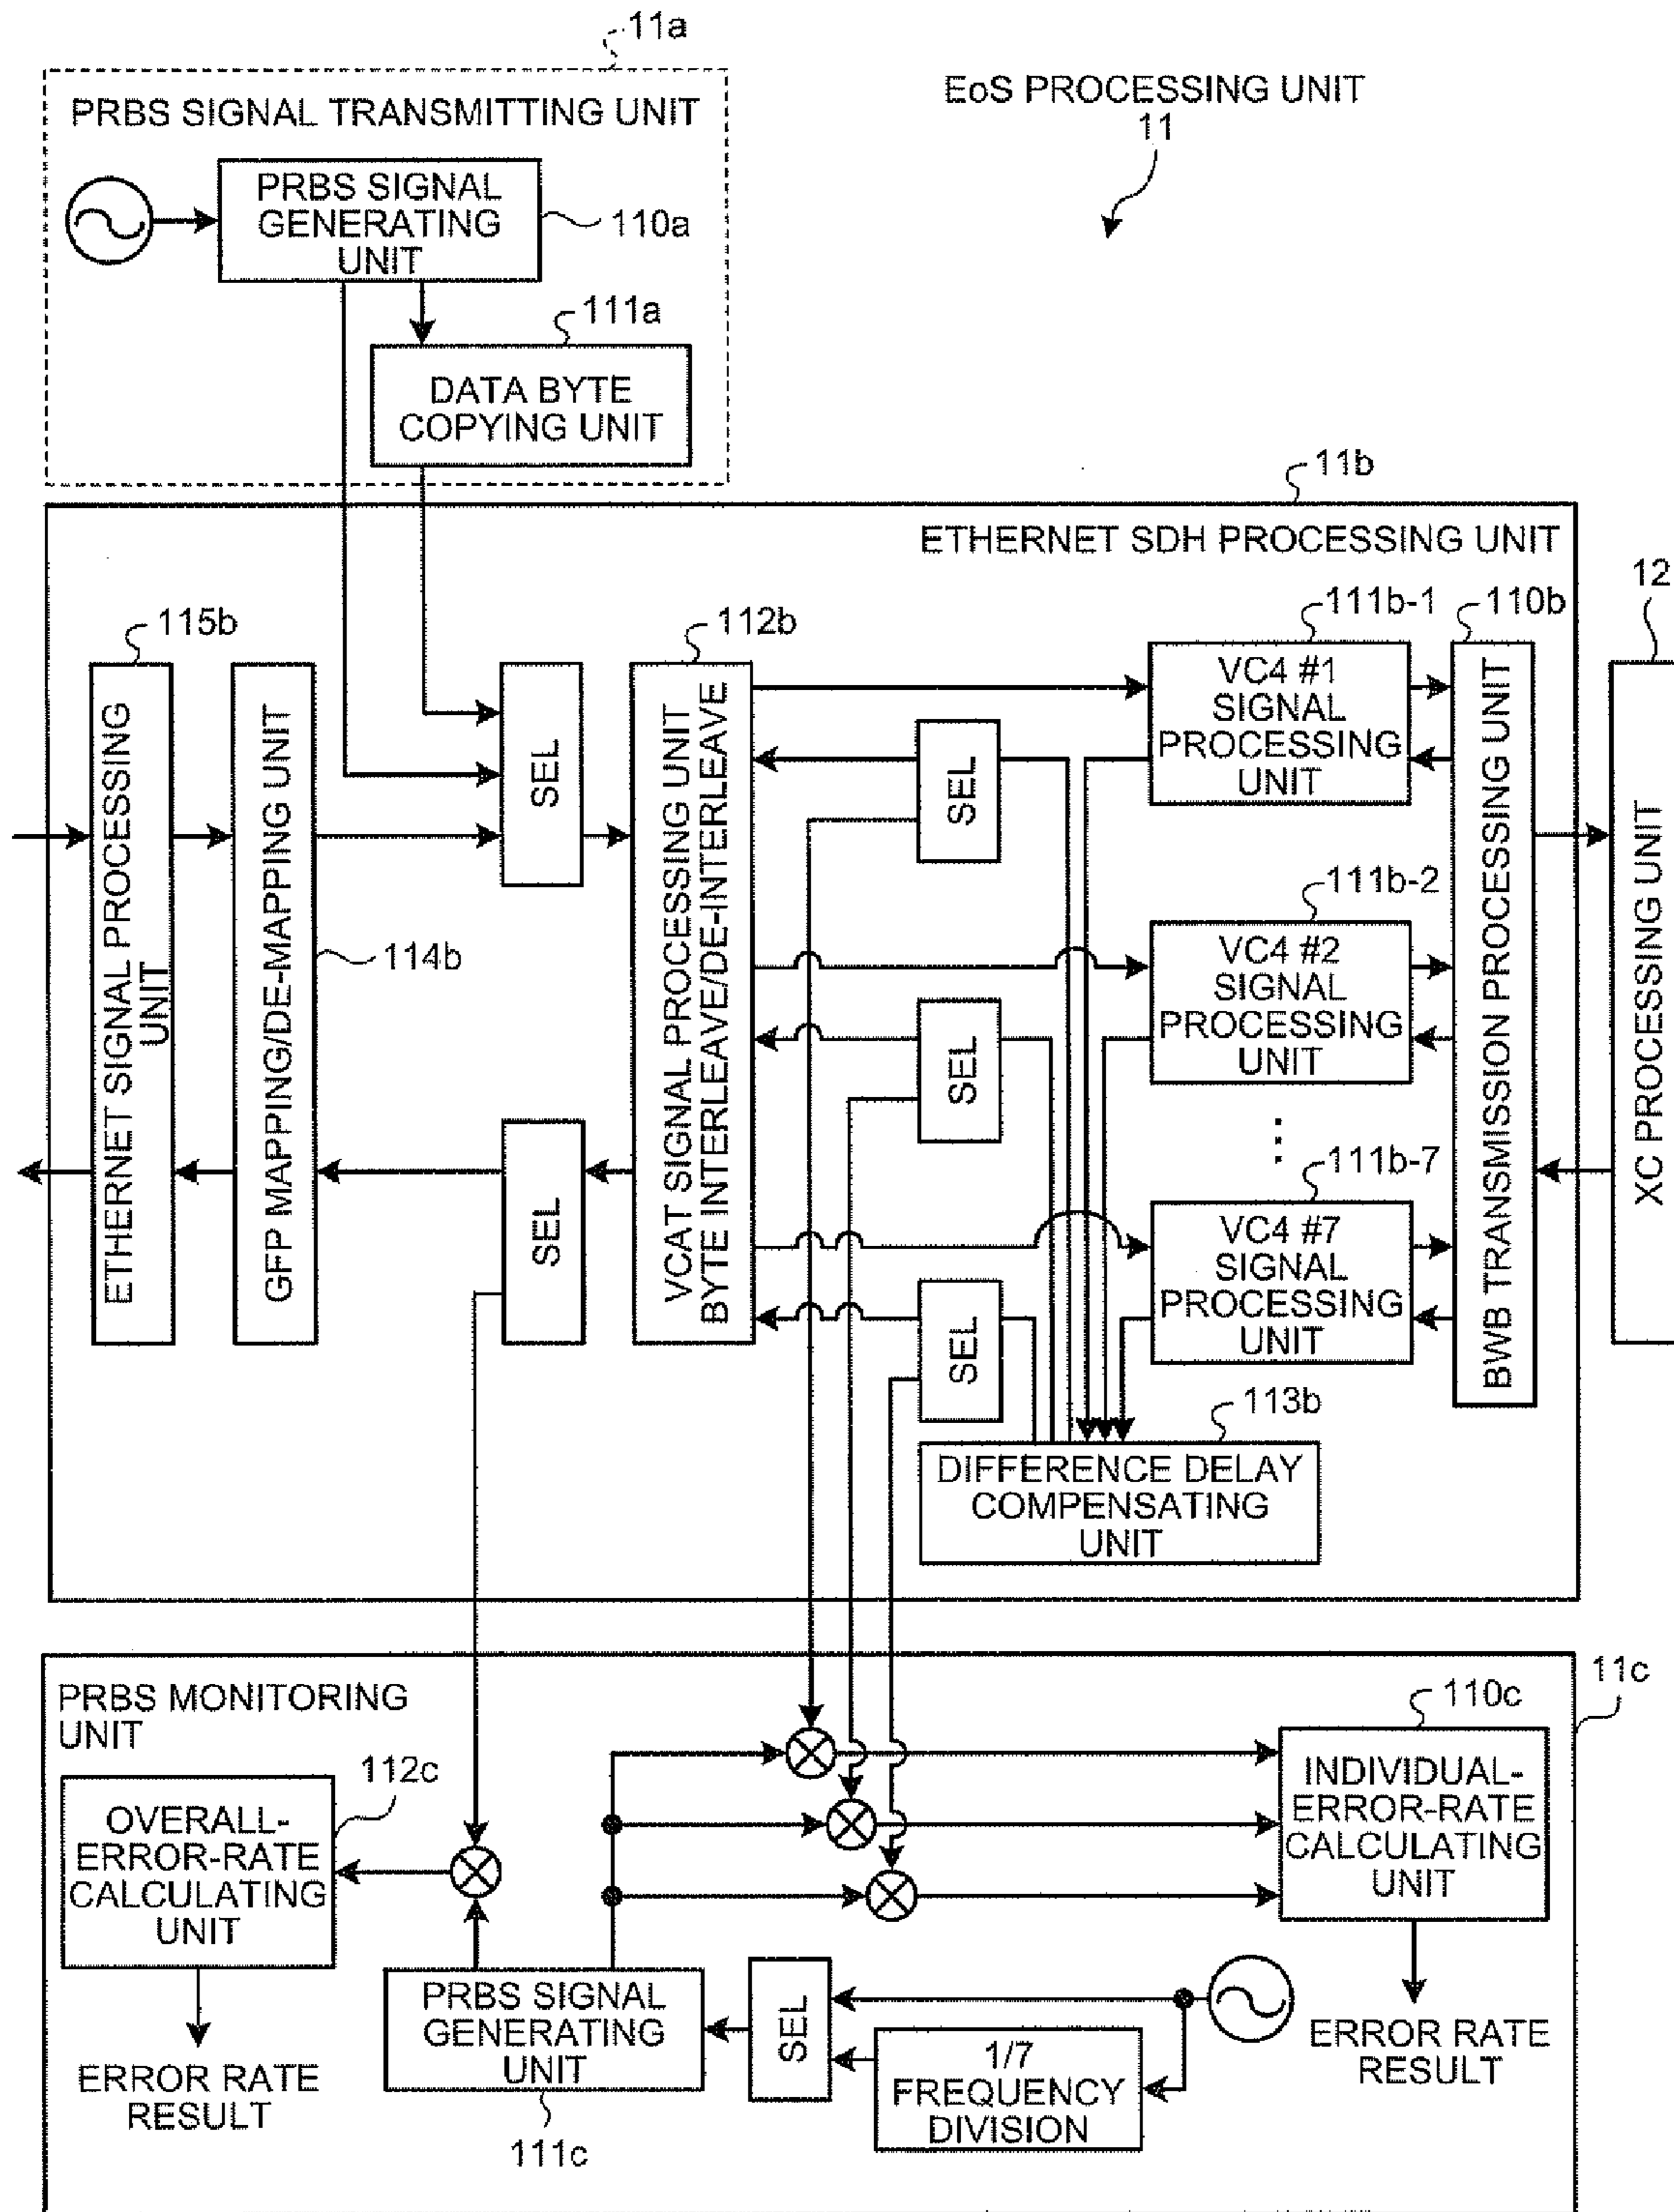 11a
PRBS SIGNAL TRANSMITTING UNIT
EoS PROCESSING UNIT
11
PRBS SIGNAL
GENERATING
UNIT
110a
111a
DATA BYTE
COPYING UNIT
11b
ETHERNET SDH PROCESSING UNIT
12
115b
112b
111b-1
110b
ETHERNET SIGNAL PROCESSING
UNIT
GFP MAPPING/DE-MAPPING UNIT
114b
SEL
SEL
VCAT SIGNAL PROCESSING UNIT
BYTE INTERLEAVE/DE-INTERLEAVE
SEL
SEL
SEL
VC4 #1
SIGNAL
PROCESSING
UNIT
111b-2
VC4 #2
SIGNAL
PROCESSING
UNIT
⋮
111b-7
VC4 #7
SIGNAL
PROCESSING
UNIT
BWB TRANSMISSION PROCESSING UNIT
XC PROCESSING UNIT
113b
DIFFERENCE DELAY
COMPENSATING
UNIT
11c
PRBS MONITORING
UNIT
110c
112c
OVERALL-
ERROR-RATE
CALCULATING
UNIT
INDIVIDUAL-
ERROR-RATE
CALCULATING
UNIT
ERROR RATE
RESULT
PRBS SIGNAL
GENERATING
UNIT
111c
SEL
1/7
FREQUENCY
DIVISION
ERROR RATE
RESULT